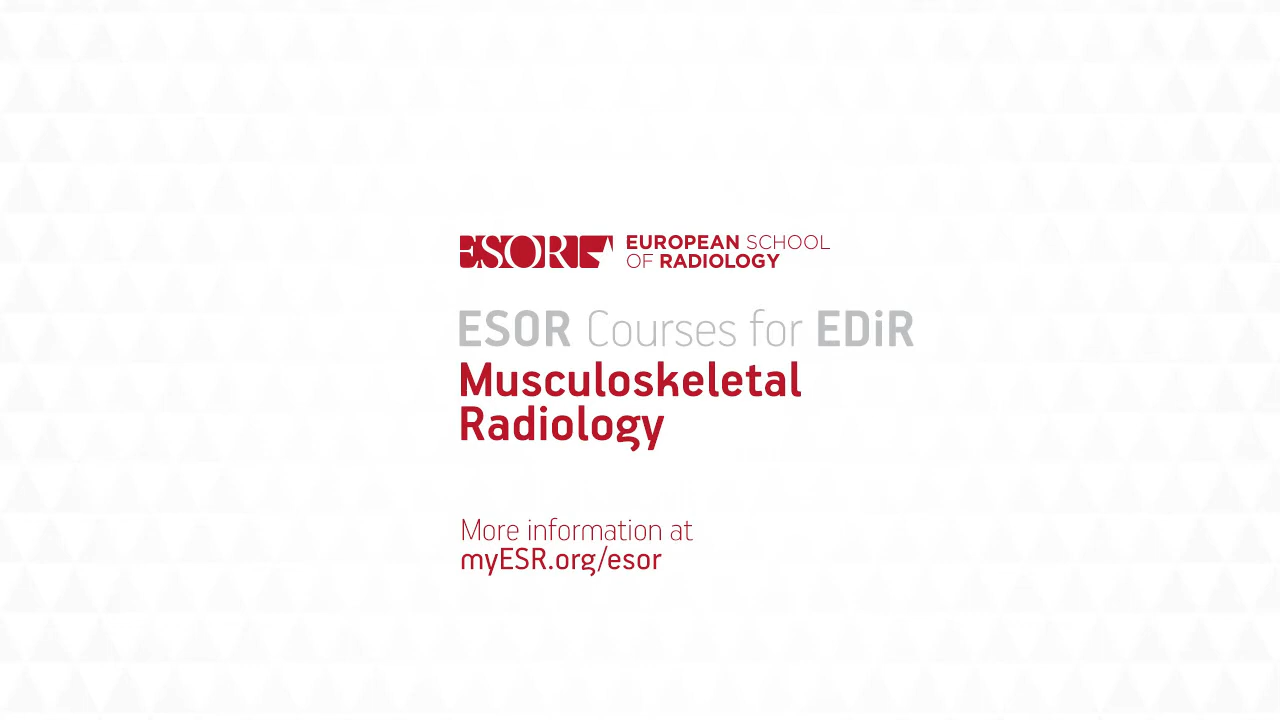 ESOR EUROPEAN SCHOOL
OF RADIOLOGY
ESOR Courses for EDiR
Musculoskeletal
Radiology
More information at
myESR.org/esor